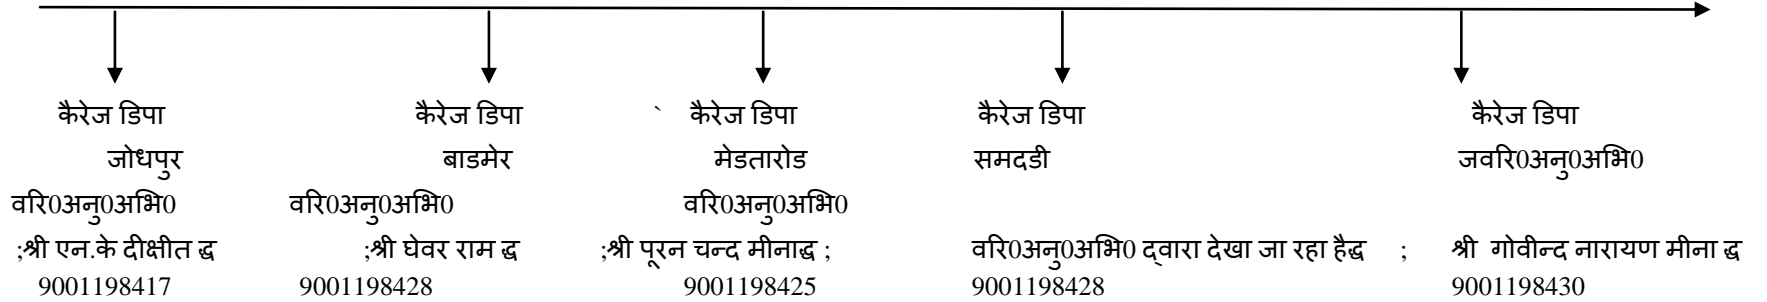 कैरेज डिपा कैरेज डिपा ` कैरेज डिपा कैरेज डिपा कैरेज डिपा
जोधपुर बाडमेर मेडतारोड समदडी जवरि0अनु0अभि0
वरि0अनु0अभि0 वरि0अनु0अभि0 वरि0अनु0अभि0
;श्री एन.के दीक्षीत द्ध ;श्री घेवर राम द्ध ;श्री पूरन चन्द मीनाद्ध ; वरि0अनु0अभि0 द्वारा देखा जा रहा हैद्ध ; श्री गोवीन्द नारायण मीना द्ध
9001198417 9001198428 9001198425 9001198428 9001198430